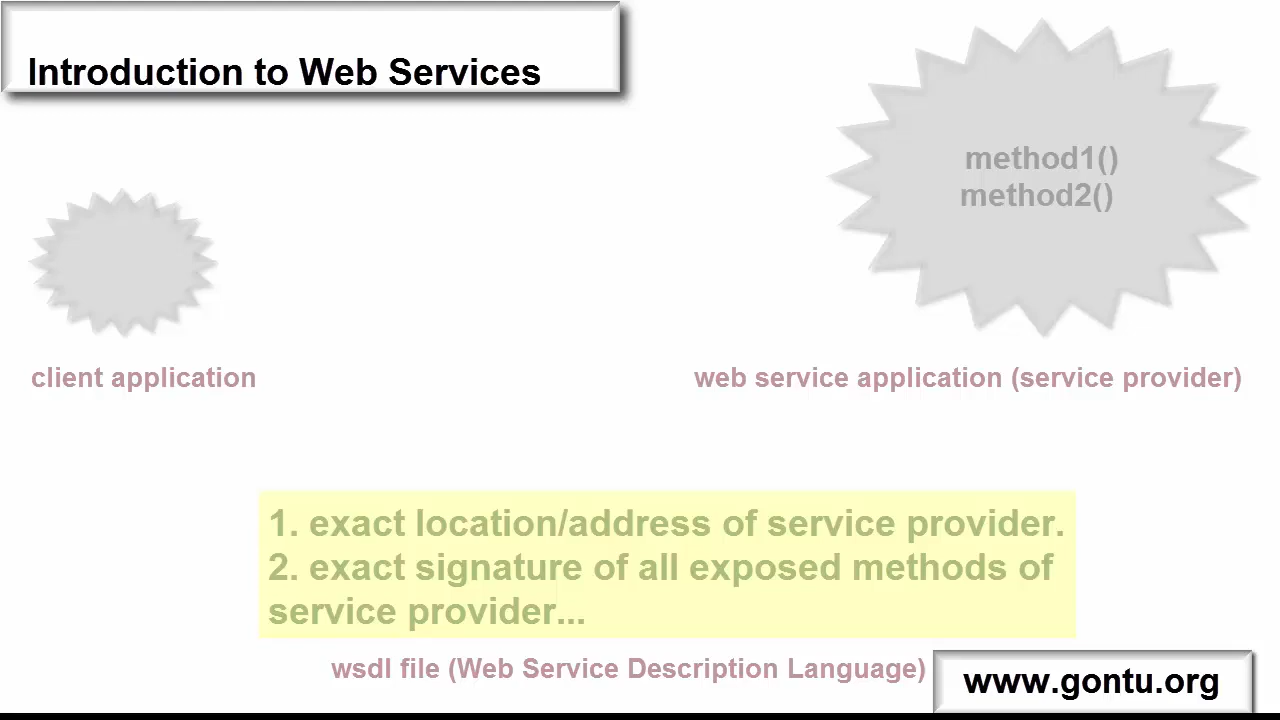 Introduction to Web Services
method1()
method2()
client application
web service application (service provider)
1. exact location/address of service provider.
2. exact signature of all exposed methods of
service provider...
wsdl file (Web Service Description Language)
www.gontu.org